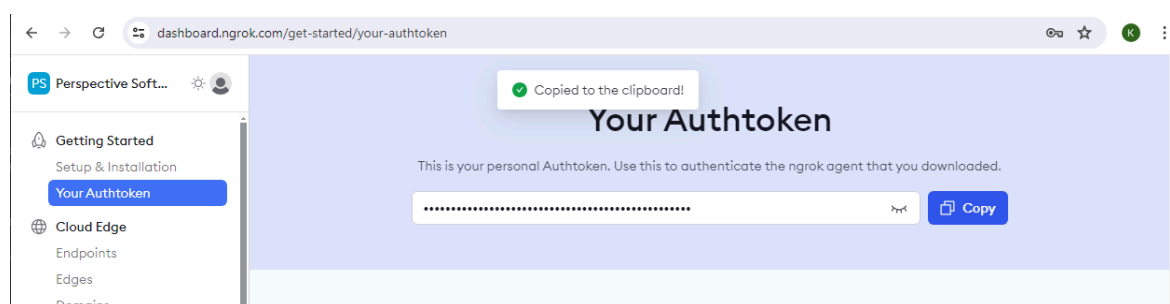 dashboard.ngrok.com/get-started/your-authtoken
K
PS Perspective Soft...
Copied to the clipboard!
Your Authtoken
This is your personal Authtoken. Use this to authenticate the ngrok agent that you downloaded.
•••••••••••••••••••••••••••••••••••••••••••••••••
Copy
Getting Started
Setup & Installation
Your Authtoken
Cloud Edge
Endpoints
Edges
Domains